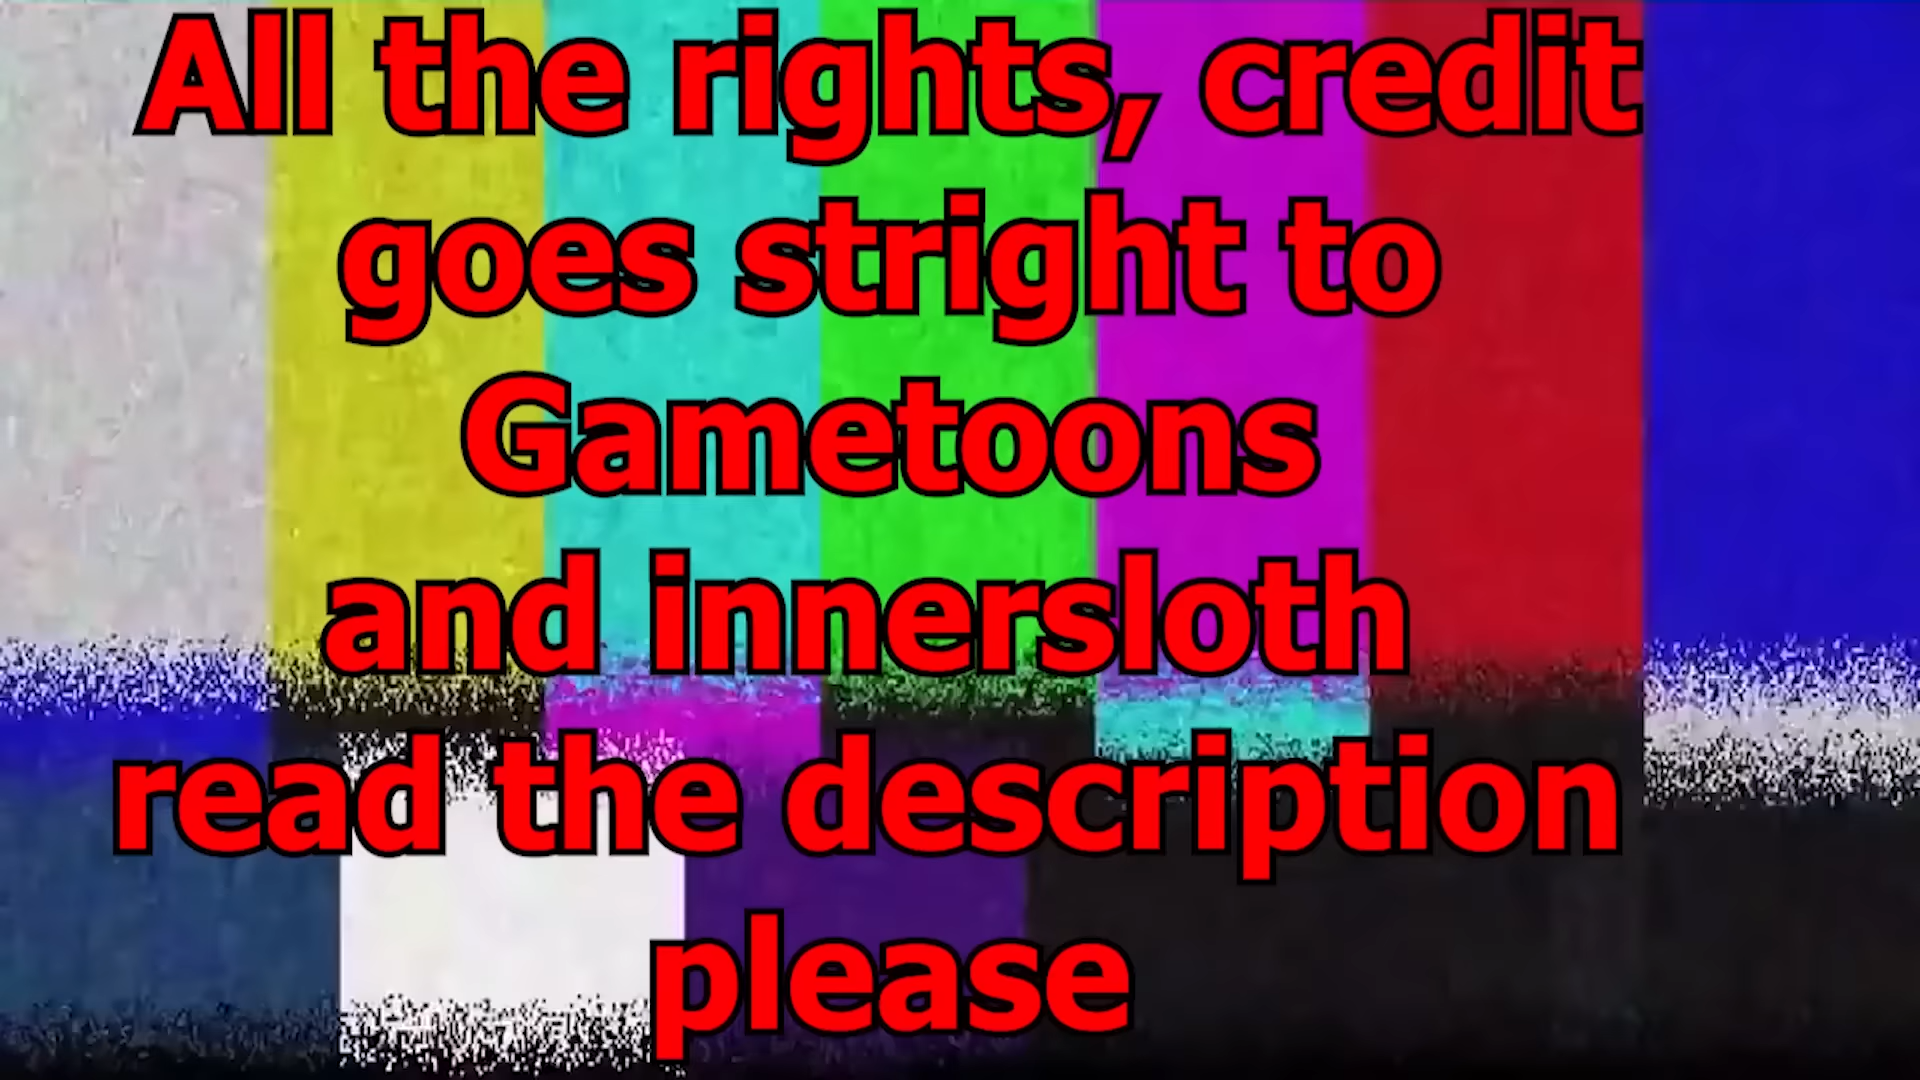 All the rights, credit
goes stright to
Gametoons
and innersloth
read the description
please